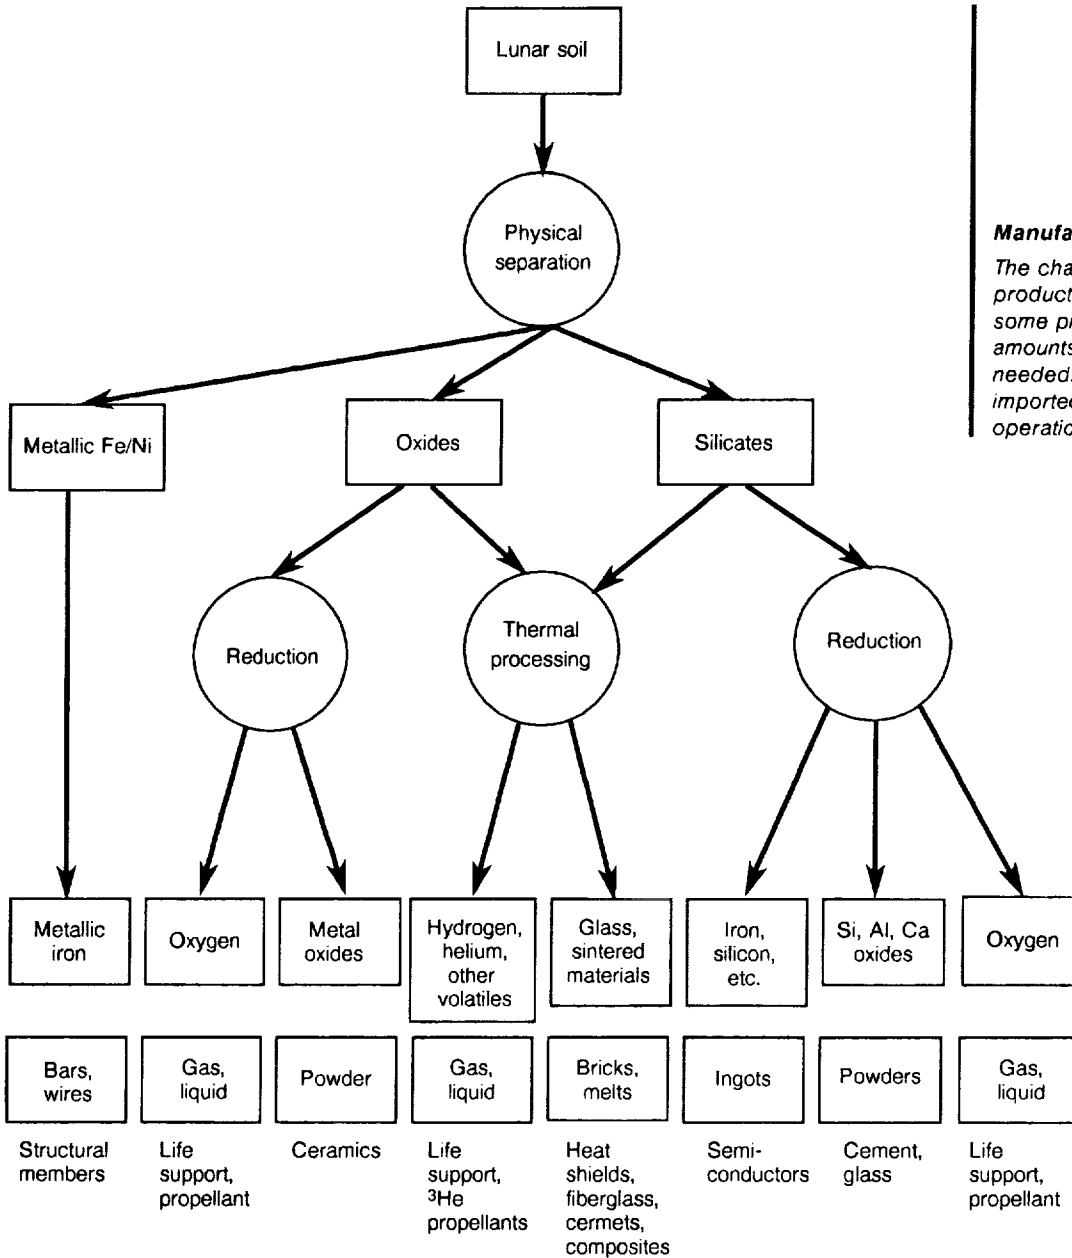 Lunar soil
Physical
separation
Manufa
The cha
product
some pr
amounts
needed.
imported
operatio
Metallic Fe/Ni
Oxides
Silicates
Reduction
Thermal
processing
Reduction
Metallic
iron
Oxygen
Metal
oxides
Hydrogen,
helium,
other
volatiles
Glass,
sintered
materials
Iron,
silicon,
etc.
Si, Al, Ca
oxides
Oxygen
Bars,
wires
Gas,
liquid
Powder
Gas,
liquid
Bricks,
melts
Ingots
Powders
Gas,
liquid
Structural
members
Life
support,
propellant
Ceramics
Life
support,
³He
propellants
Heat
shields,
fiberglass,
cermets,
composites
Semi-
conductors
Cement,
glass
Life
support,
propellant